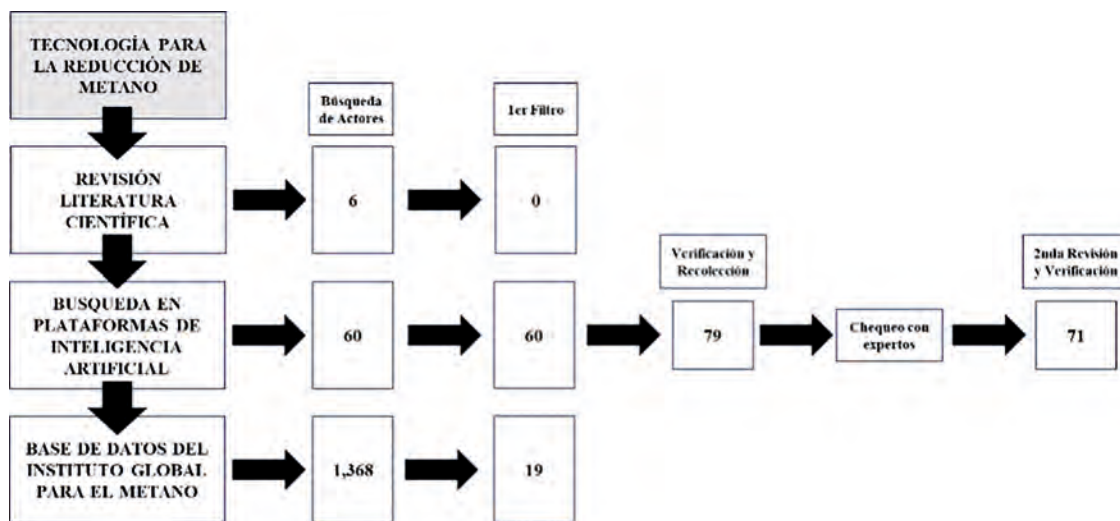 TECNOLOGÍA PARA
LA REDUCCIÓN DE
METANO
Búsqueda
de Actores
1er Filtro
REVISIÓN
LITERATURA
CIENTÍFICA
6
0
Verificación y
Recolección
2nda Revisión
y Verificación
BUSQUEDA EN
PLATAFORMAS DE
INTELIGENCIA
ARTIFICIAL
60
60
79
Chequeo con
expertos
71
BASE DE DATOS DEL
INSTITUTO GLOBAL
PARA EL METANO
1,368
19